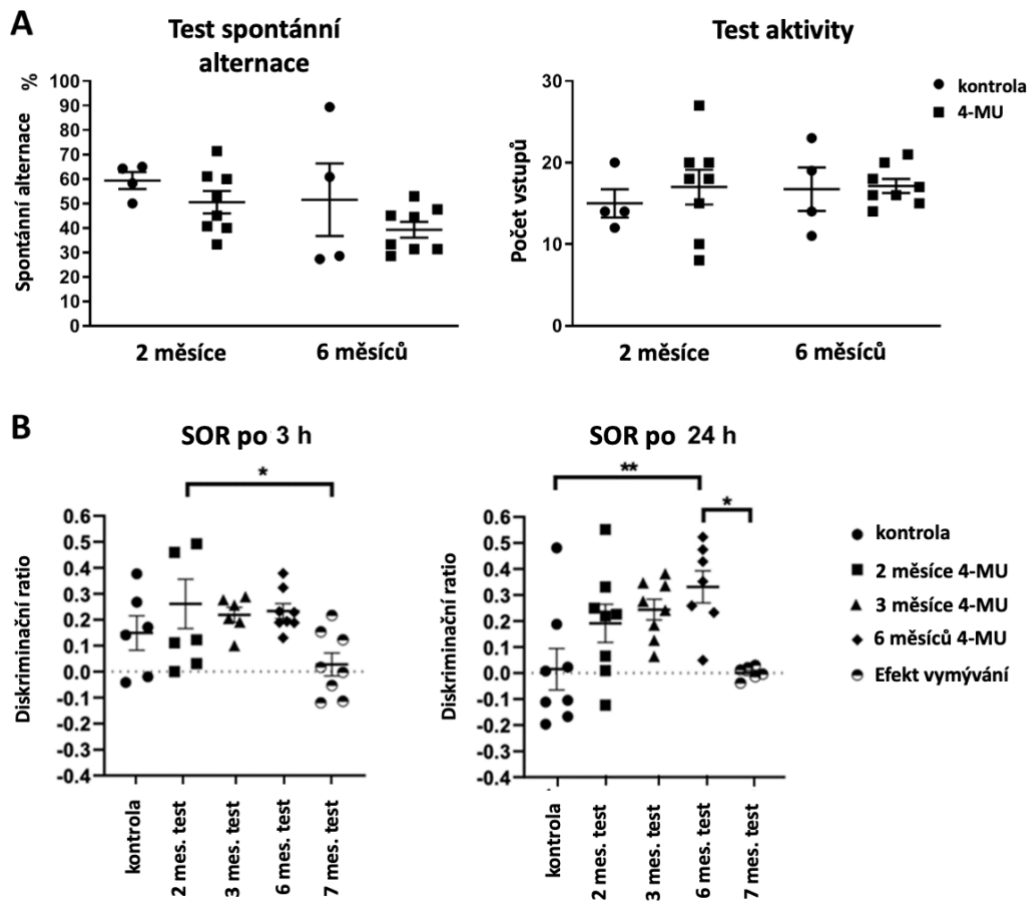 A
Test spontánní
alternace
Spontánní alternace %
100
90
80
70
60
50
40
30
20
10
0
2 měsíce
6 měsíců
Test aktivity
Počet vstupů
30
20
10
0
2 měsíce
6 měsíců
kontrola
4-MU
B
SOR po 3 h
*
Diskriminační ratio
0.6
0.5
0.4
0.3
0.2
0.1
0.0
-0.1
-0.2
-0.3
-0.4
kontrola
2 mes. test
3 mes. test
6 mes. test
7 mes. test
SOR po 24 h
**
*
Diskriminační ratio
0.6
0.5
0.4
0.3
0.2
0.1
0.0
-0.1
-0.2
-0.3
-0.4
kontrola
2 mes. test
3 mes. test
6 mes. test
7 mes. test
kontrola
2 měsíce 4-MU
3 měsíce 4-MU
6 měsíců 4-MU
Efekt vymývání